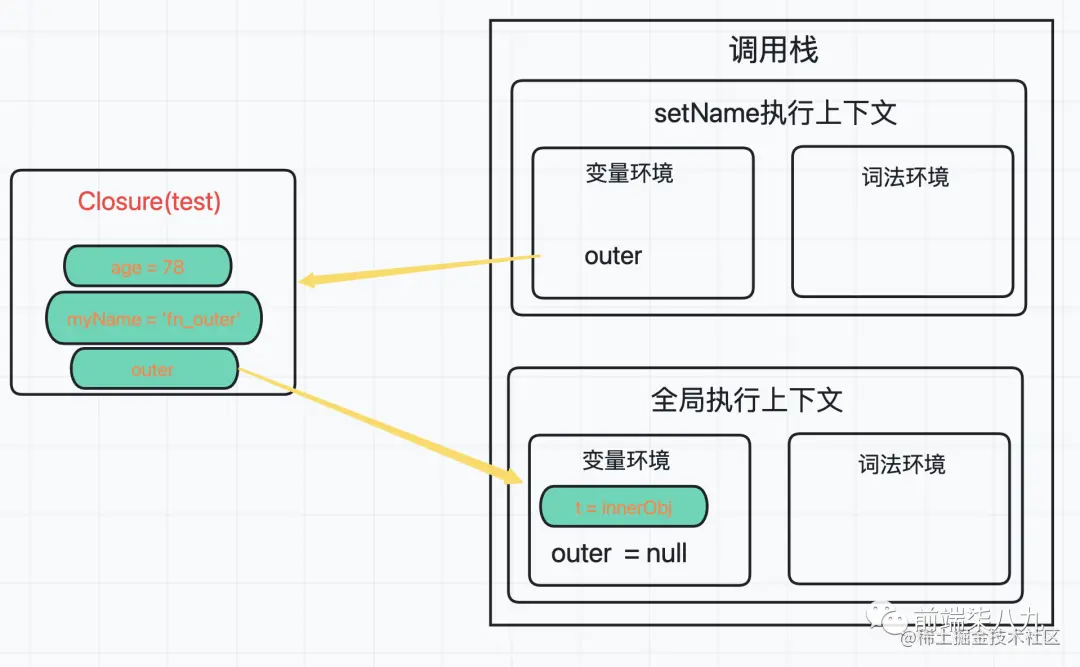 调用栈
setName执行上下文
变量环境
词法环境
outer
Closure(test)
age = 78
myName = 'fn_outer'
outer
全局执行上下文
变量环境
词法环境
t = innerObj
outer = null
前端柒八九
@稀土掘金技术社区